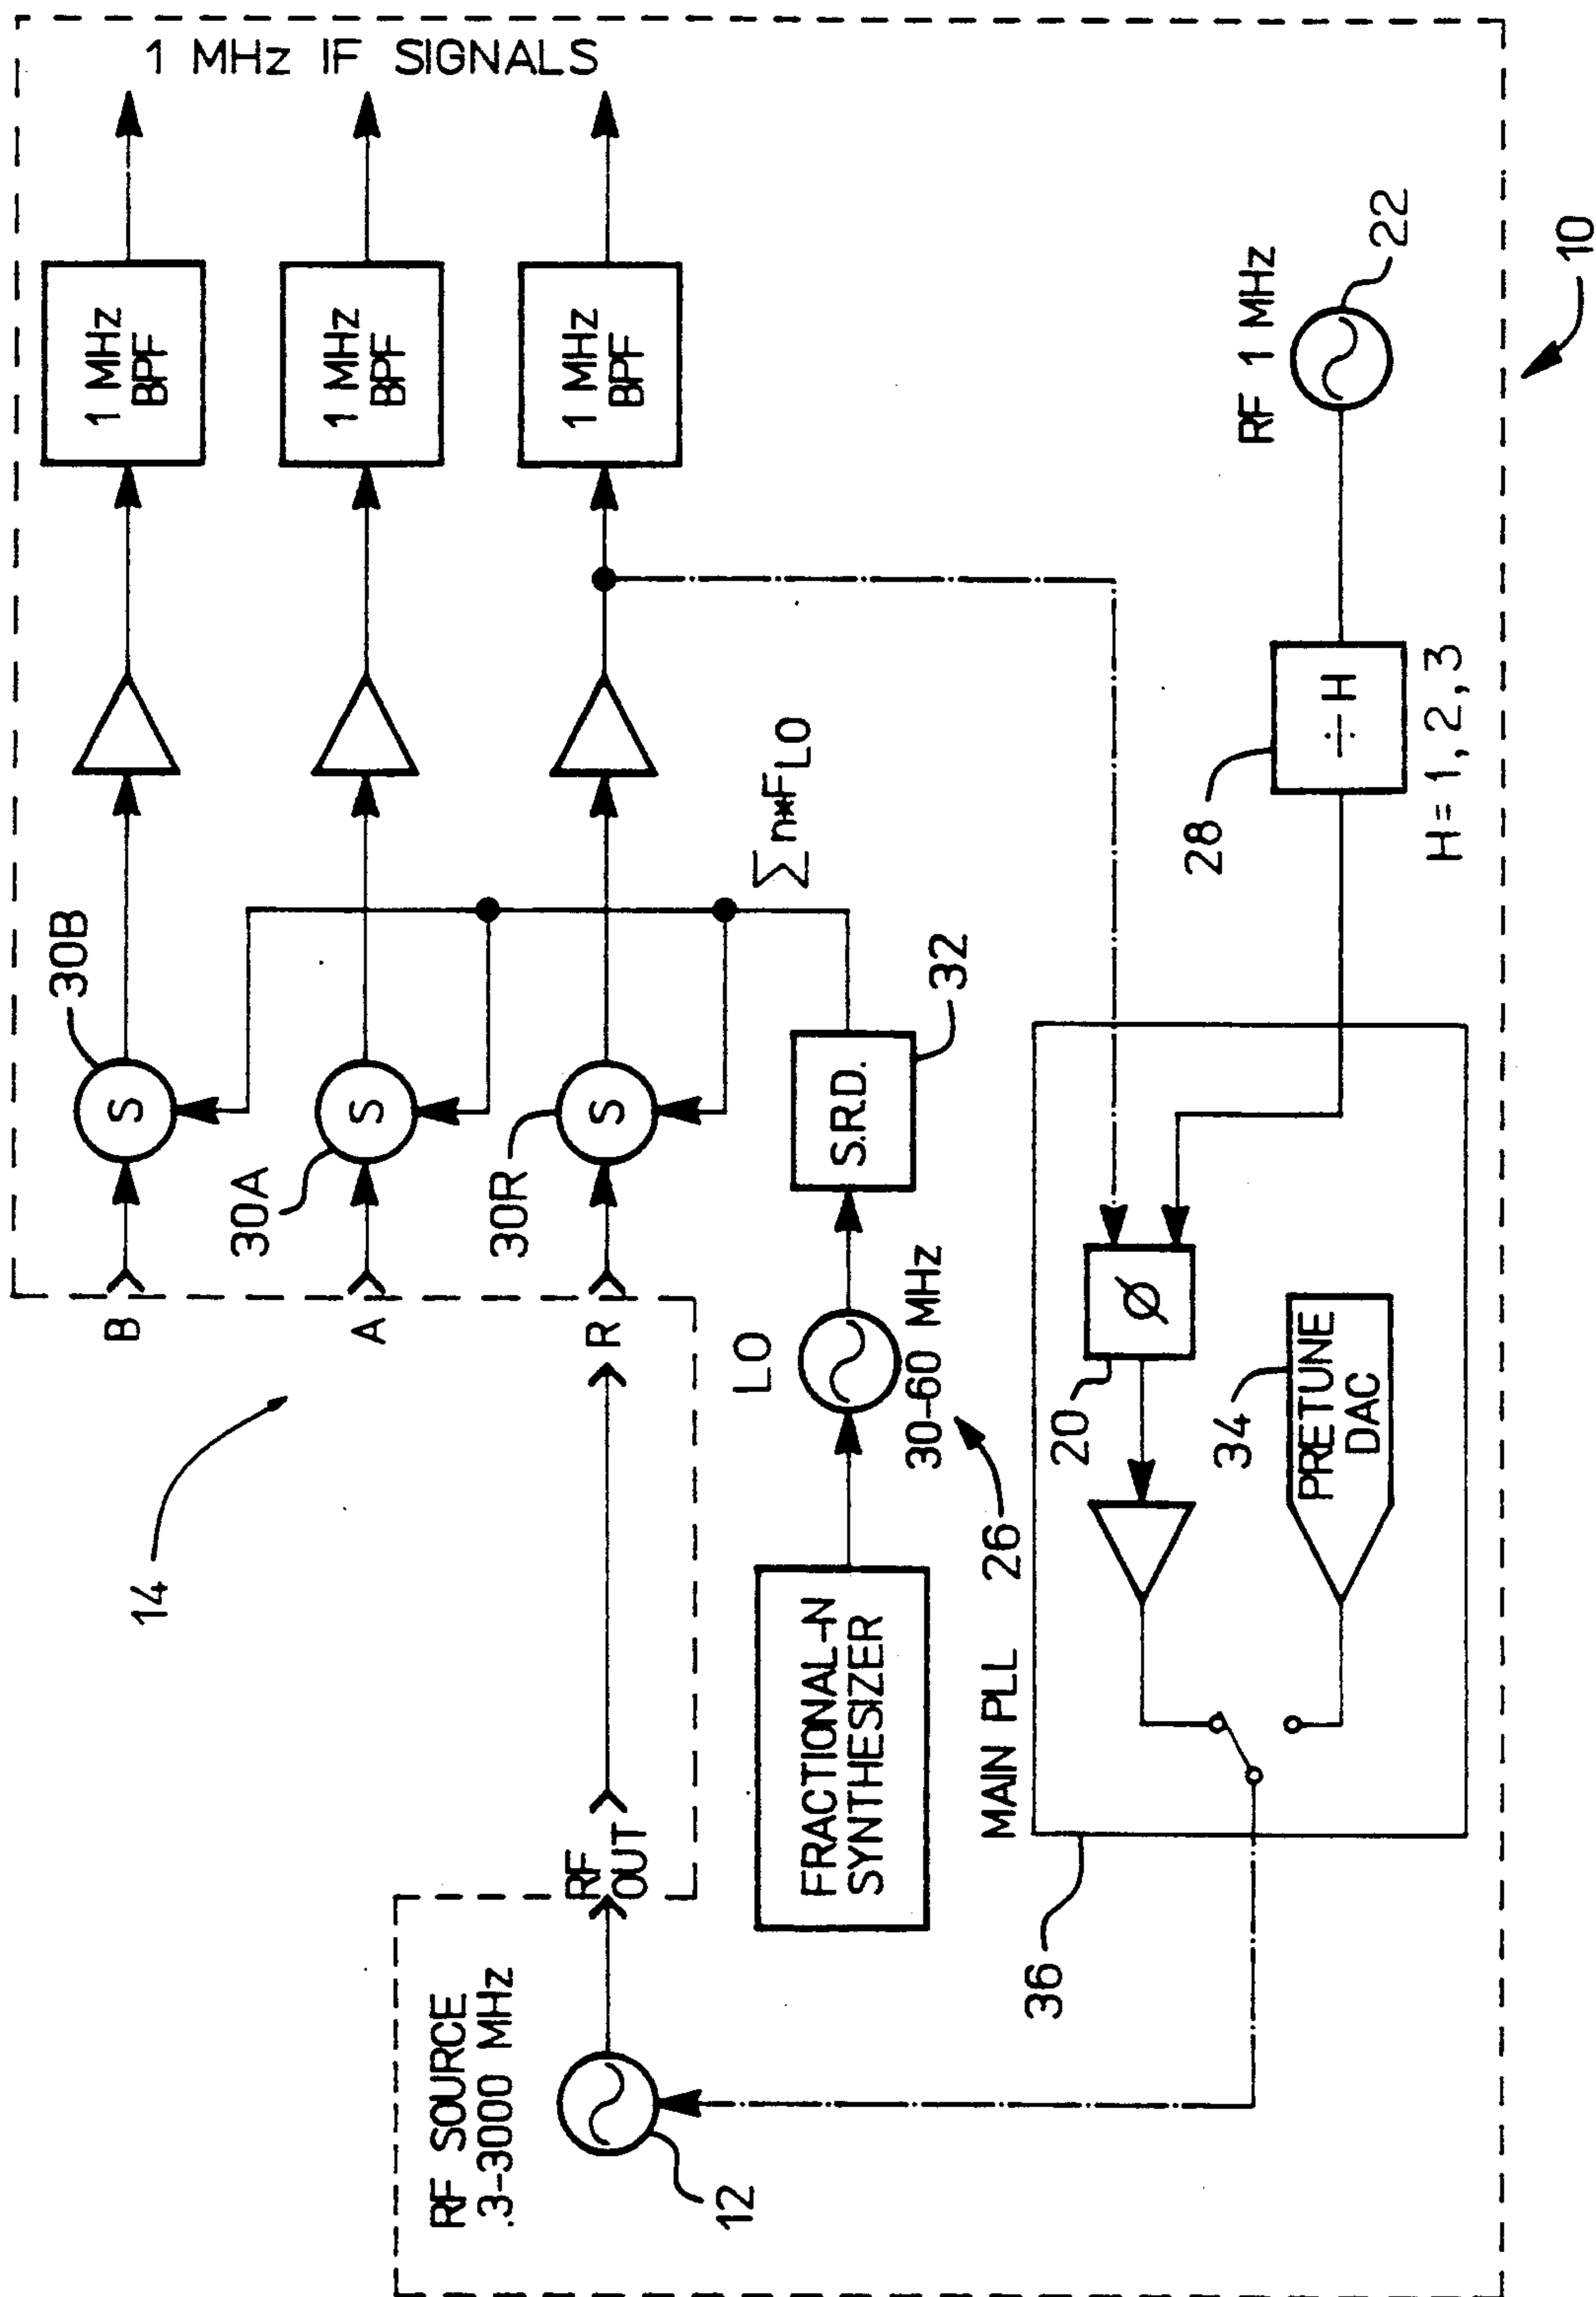 1 MHz IF SIGNALS
1 MHz
BPF
1 MHz
BPF
1 MHz
BPF
30B
S
B
30A
S
A
30R
S
R
∑ n*F LO
14
RF SOURCE
.3-3000 MHz
12
RF
OUT
FRACTIONAL-N
SYNTHESIZER
LO
30-60 MHz
26
S.R.D.
32
MAIN PLL
36
20
Ø
34
PRETUNE
DAC
28
÷ H
H = 1, 2, 3
RF 1 MHz
22
10